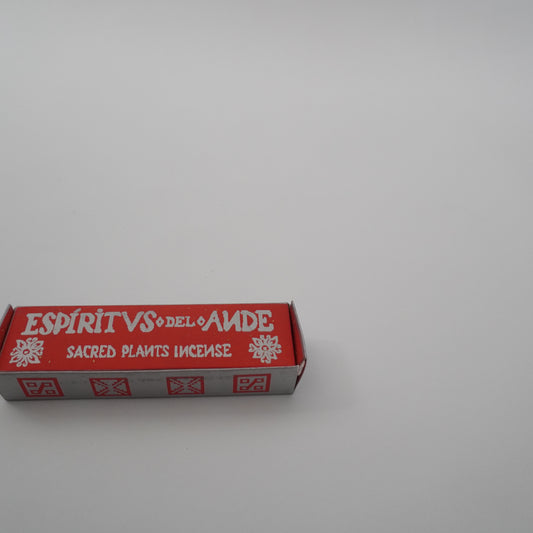 ESPÍRITVS DEL ANDE
SACRED PLANTS INCENSE